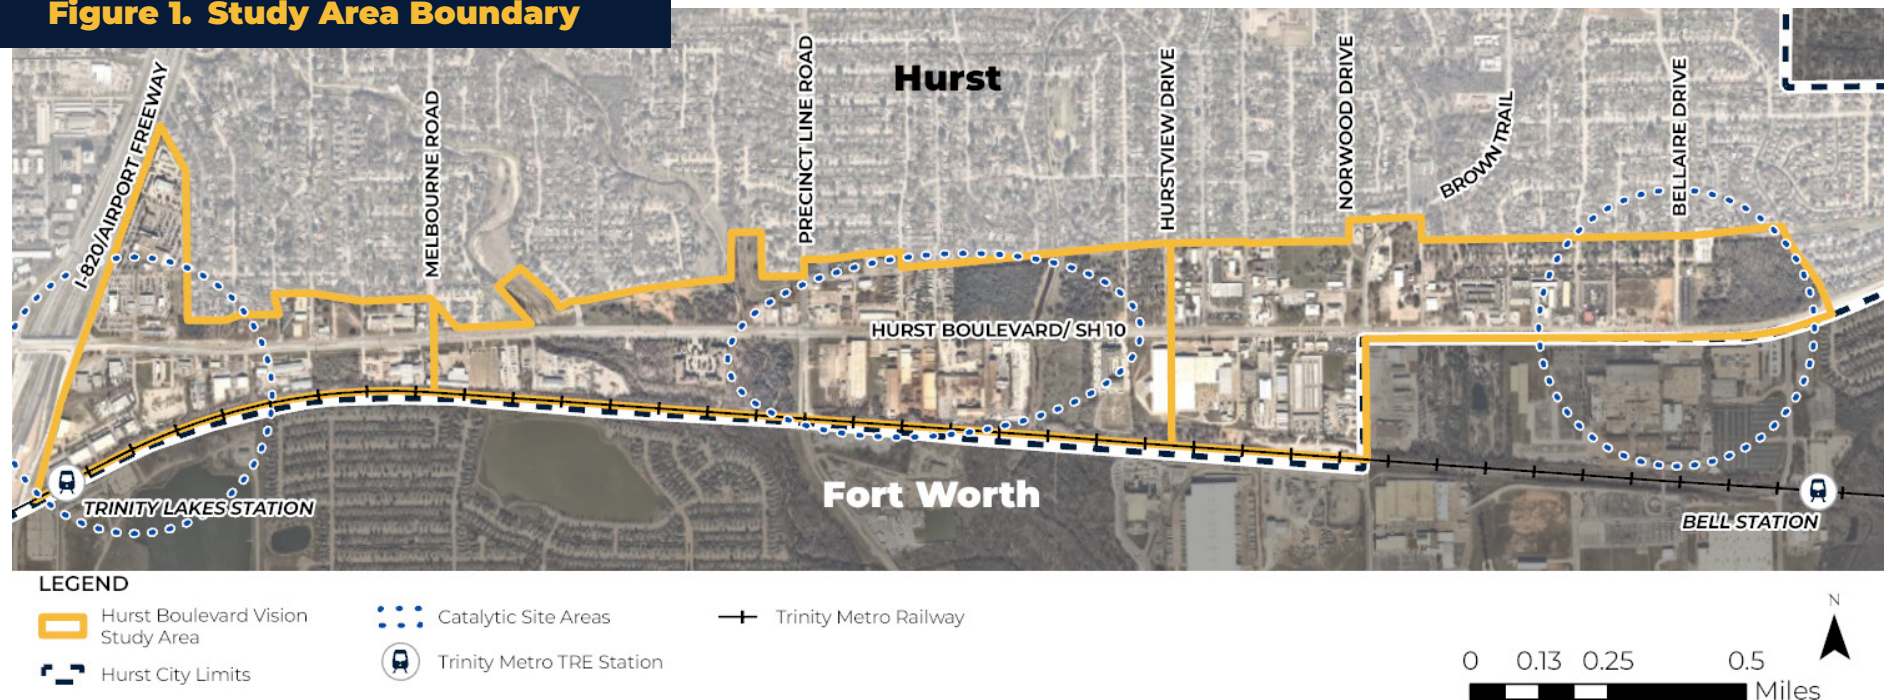 Figure 1. Study Area Boundary
I-820/AIRPORT FREEWAY
MELBOURNE ROAD
PRECINCT LINE ROAD
Hurst
HURSTVIEW DRIVE
NORWOOD DRIVE
BROWN TRAIL
BELLAIRE DRIVE
HURST BOULEVARD/ SH 10
Fort Worth
TRINITY LAKES STATION
BELL STATION
LEGEND
Hurst Boulevard Vision
Study Area
Hurst City Limits
Catalytic Site Areas
Trinity Metro TRE Station
Trinity Metro Railway
N
0 0.13 0.25 0.5
Miles